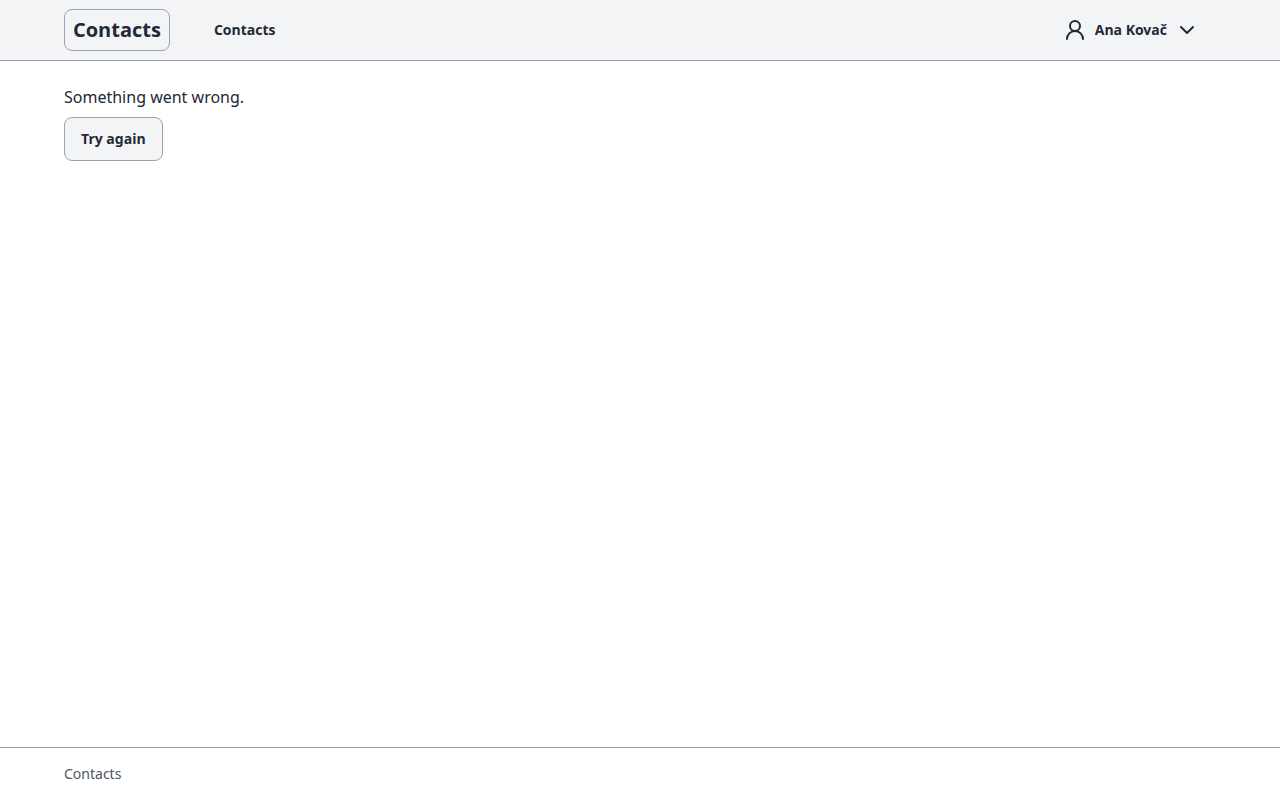 Contacts
Contacts
Ana Kovač
Something went wrong.
Try again
Contacts